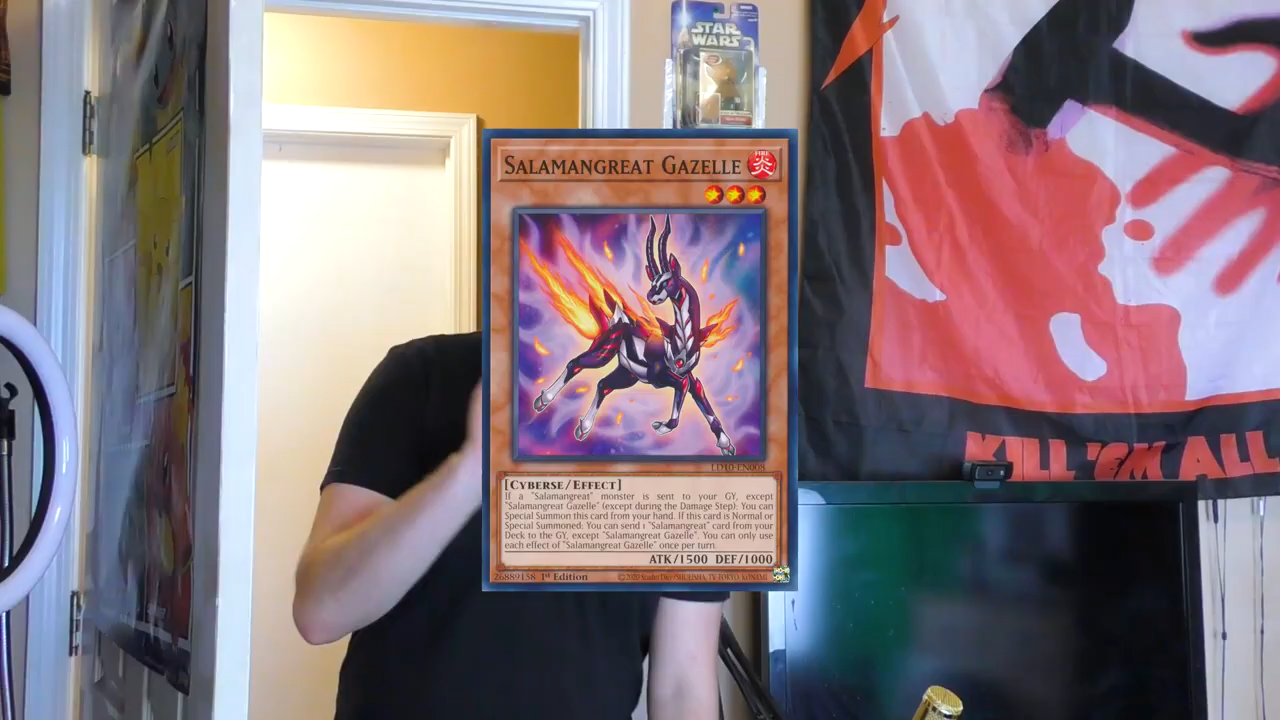 STAR
WARS
SALAMANGREAT GAZELLE
FIRE
炎
LD10-EN008
[CYBERSE/EFFECT]
If a "Salamangreat" monster is sent to your GY, except
"Salamangreat Gazelle" (except during the Damage Step): You can
Special Summon this card from your hand. If this card is Normal or
Special Summoned: You can send 1 "Salamangreat" card from your
Deck to the GY, except "Salamangreat Gazelle". You can only use
each effect of "Salamangreat Gazelle" once per turn.
ATK/1500 DEF/1000
26889158 1st Edition
KILL 'EM ALL